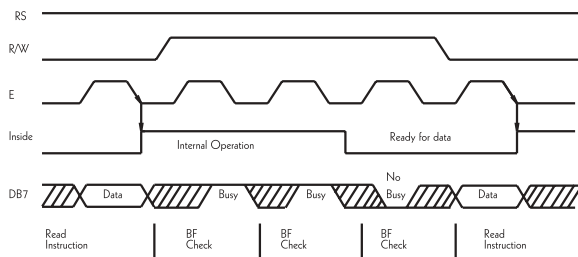 RS
R/W
E
Inside
Internal Operation
Ready for data
DB7
Data
Busy
Busy
No
Busy
Data
Read
Instruction
BF
Check
BF
Check
BF
Check
Read
Instruction